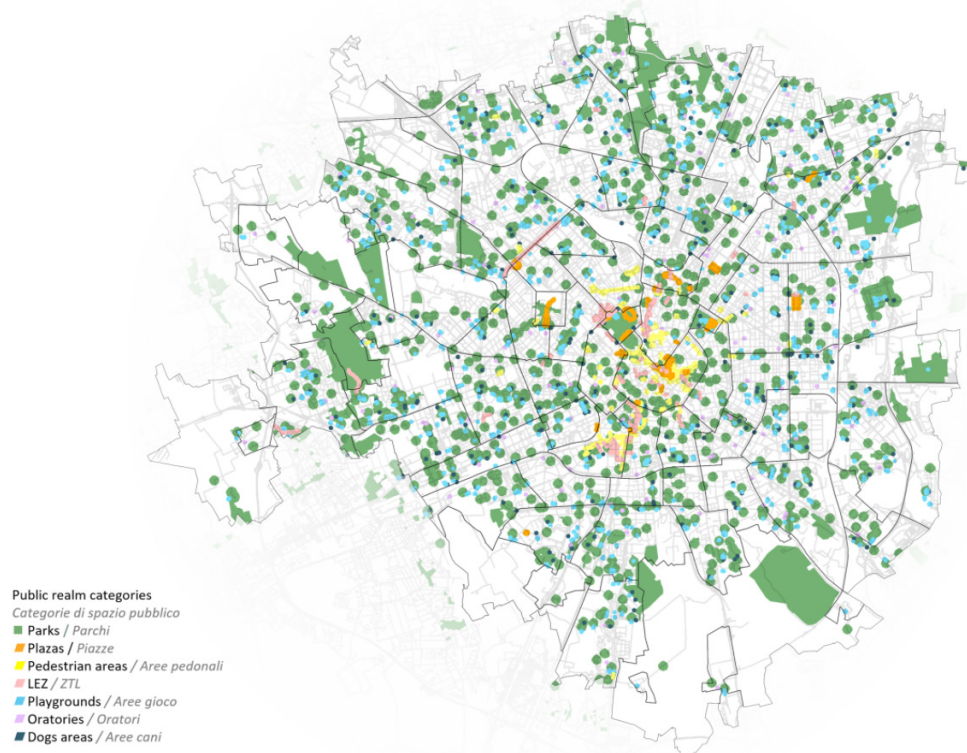 Public realm categories
Categorie di spazio pubblico
Parks / Parchi
Plazas / Piazze
Pedestrian areas / Aree pedonali
LEZ / ZTL
Playgrounds / Aree gioco
Oratories / Oratori
Dogs areas / Aree cani